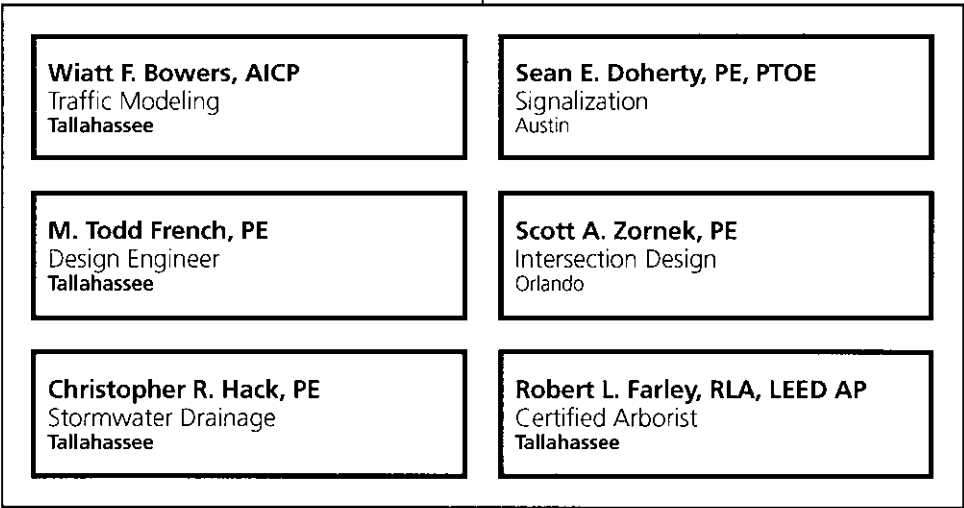 Wiatt F. Bowers, AICP
Traffic Modeling
Tallahassee
Sean E. Doherty, PE, PTOE
Signalization
Austin
M. Todd French, PE
Design Engineer
Tallahassee
Scott A. Zornek, PE
Intersection Design
Orlando
Christopher R. Hack, PE
Stormwater Drainage
Tallahassee
Robert L. Farley, RLA, LEED AP
Certified Arborist
Tallahassee